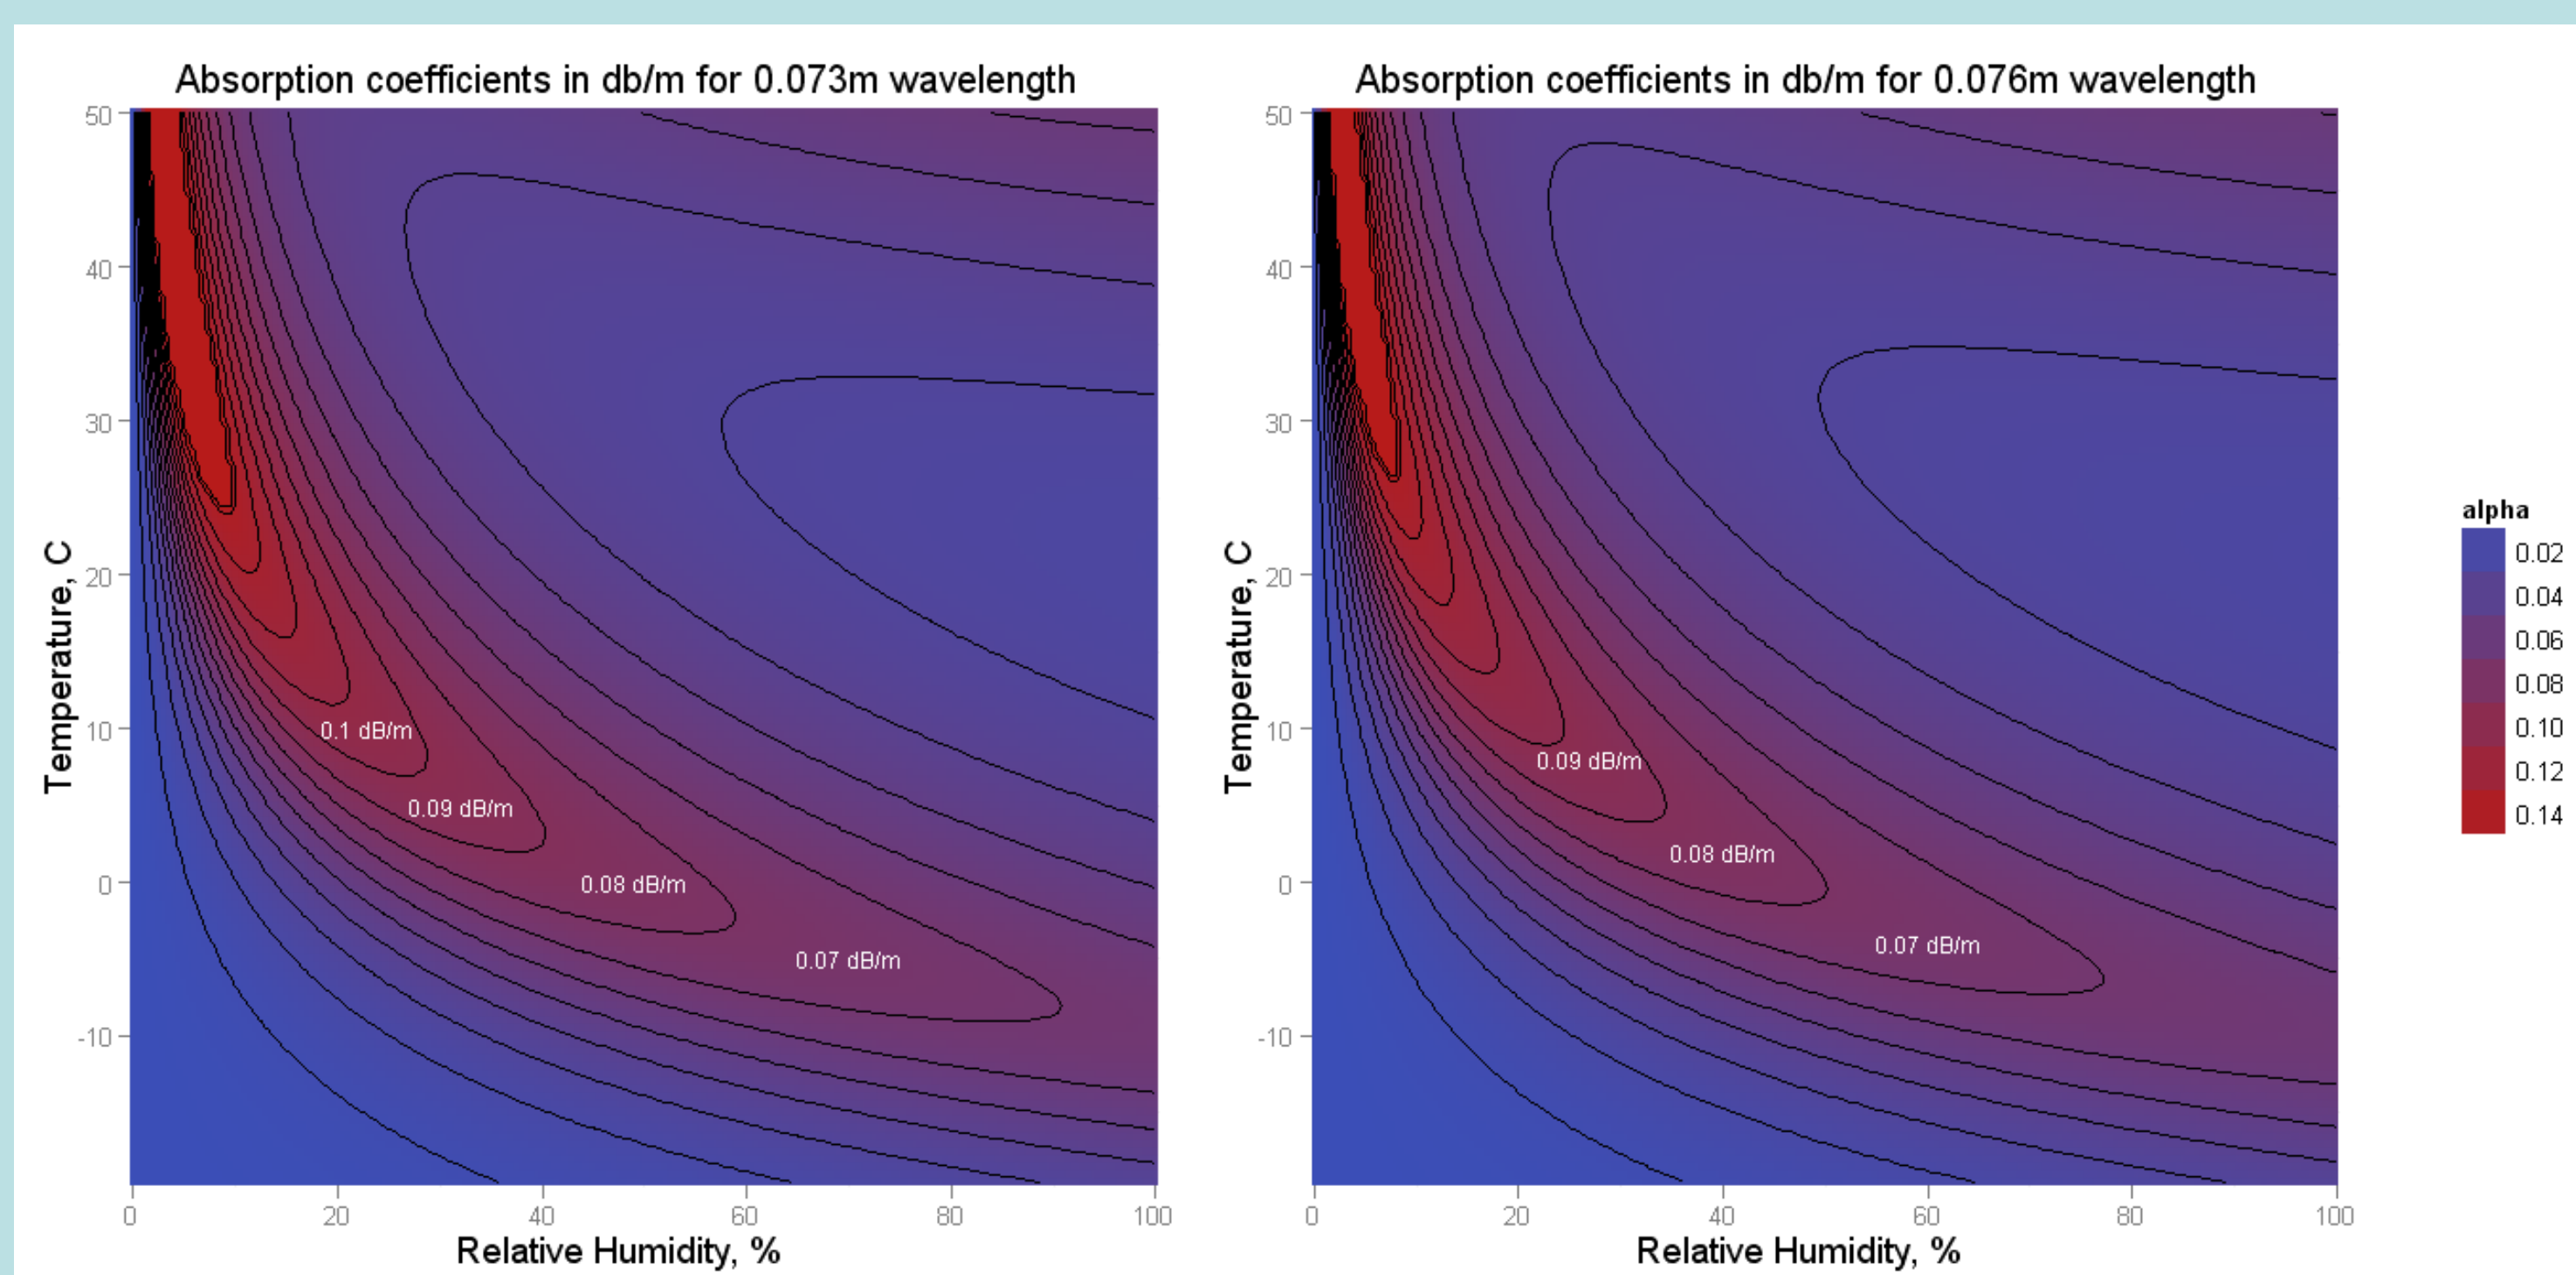 Absorption coefficients in db/m for 0.073m wavelength
50
40
30
20
10
0
-10
Temperature, C
0.1 dB/m
0.09 dB/m
0.08 dB/m
0.07 dB/m
0 20 40 60 80 100
Relative Humidity, %
Absorption coefficients in db/m for 0.076m wavelength
50
40
30
20
10
0
-10
Temperature, C
0.09 dB/m
0.08 dB/m
0.07 dB/m
0 20 40 60 80 100
Relative Humidity, %
alpha
0.02
0.04
0.06
0.08
0.10
0.12
0.14